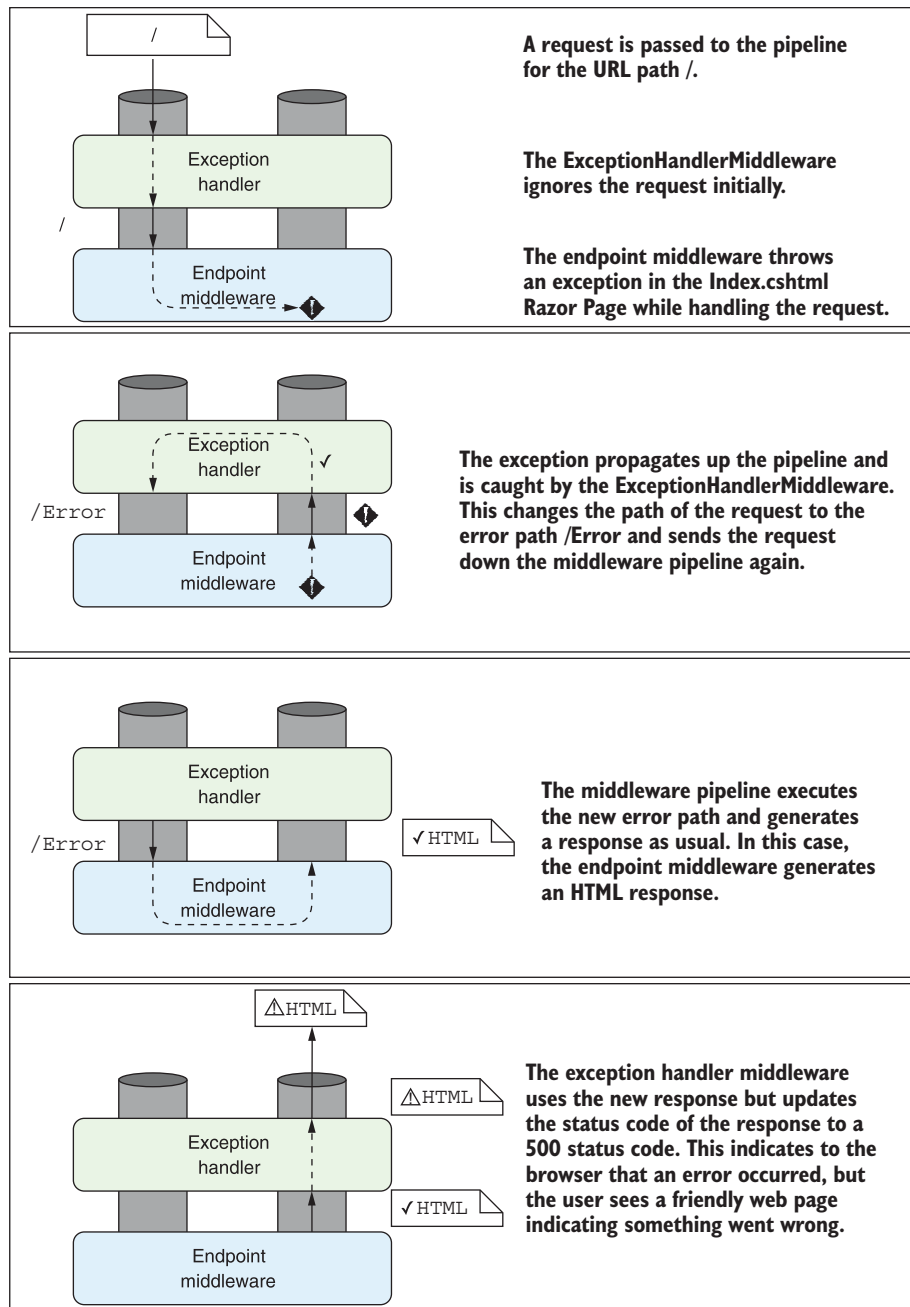 /
A request is passed to the pipeline
for the URL path /.
Exception
handler
The ExceptionHandlerMiddleware
ignores the request initially.
/
Endpoint
middleware
The endpoint middleware throws
an exception in the Index.cshtml
Razor Page while handling the request.
Exception
handler
/Error
Endpoint
middleware
The exception propagates up the pipeline and
is caught by the ExceptionHandlerMiddleware.
This changes the path of the request to the
error path /Error and sends the request
down the middleware pipeline again.
Exception
handler
/Error
Endpoint
middleware
✓HTML
The middleware pipeline executes
the new error path and generates
a response as usual. In this case,
the endpoint middleware generates
an HTML response.
⚠HTML
⚠HTML
Exception
handler
✓HTML
Endpoint
middleware
The exception handler middleware
uses the new response but updates
the status code of the response to a
500 status code. This indicates to the
browser that an error occurred, but
the user sees a friendly web page
indicating something went wrong.